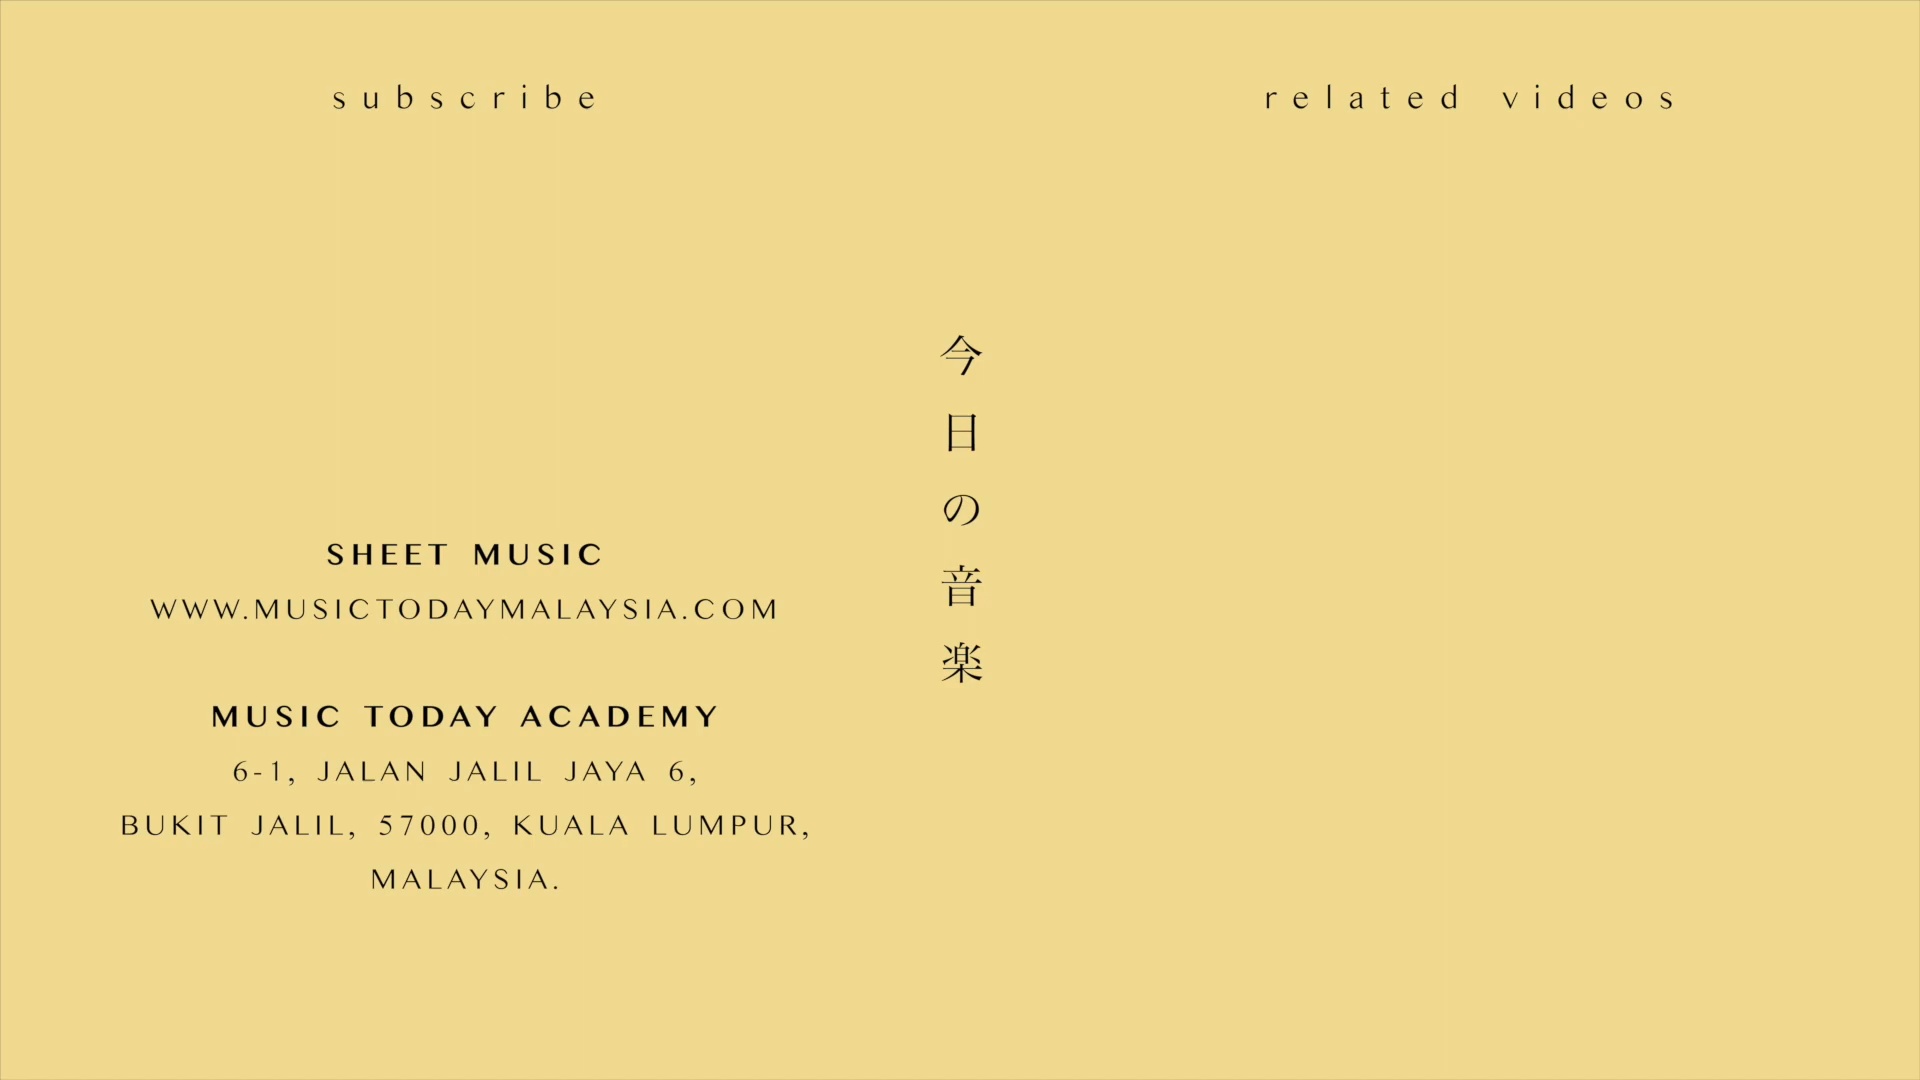 subscribe
related videos
今日の音楽
SHEET MUSIC
WWW.MUSICTODAYMALAYSIA.COM
MUSIC TODAY ACADEMY
6-1, JALAN JALIL JAYA 6,
BUKIT JALIL, 57000, KUALA LUMPUR,
MALAYSIA.